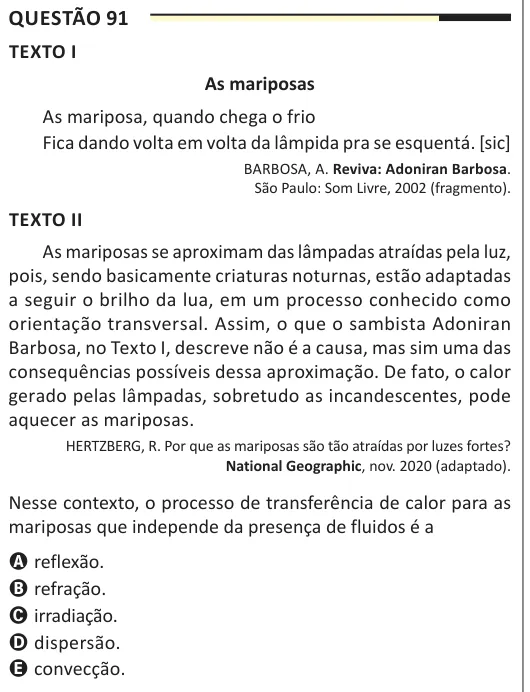 QUESTÃO 91
TEXTO I
As mariposas
As mariposa, quando chega o frio
Fica dando volta em volta da lâmpida pra se esquentá. [sic]
BARBOSA, A. Reviva: Adoniran Barbosa.
São Paulo: Som Livre, 2002 (fragmento).
TEXTO II
As mariposas se aproximam das lâmpadas atraídas pela luz,
pois, sendo basicamente criaturas noturnas, estão adaptadas
a seguir o brilho da lua, em um processo conhecido como
orientação transversal. Assim, o que o sambista Adoniran
Barbosa, no Texto I, descreve não é a causa, mas sim uma das
consequências possíveis dessa aproximação. De fato, o calor
gerado pelas lâmpadas, sobretudo as incandescentes, pode
aquecer as mariposas.
HERTZBERG, R. Por que as mariposas são tão atraídas por luzes fortes?
National Geographic, nov. 2020 (adaptado).
Nesse contexto, o processo de transferência de calor para as
mariposas que independe da presença de fluidos é a
A reflexão.
B refração.
C irradiação.
D dispersão.
E convecção.